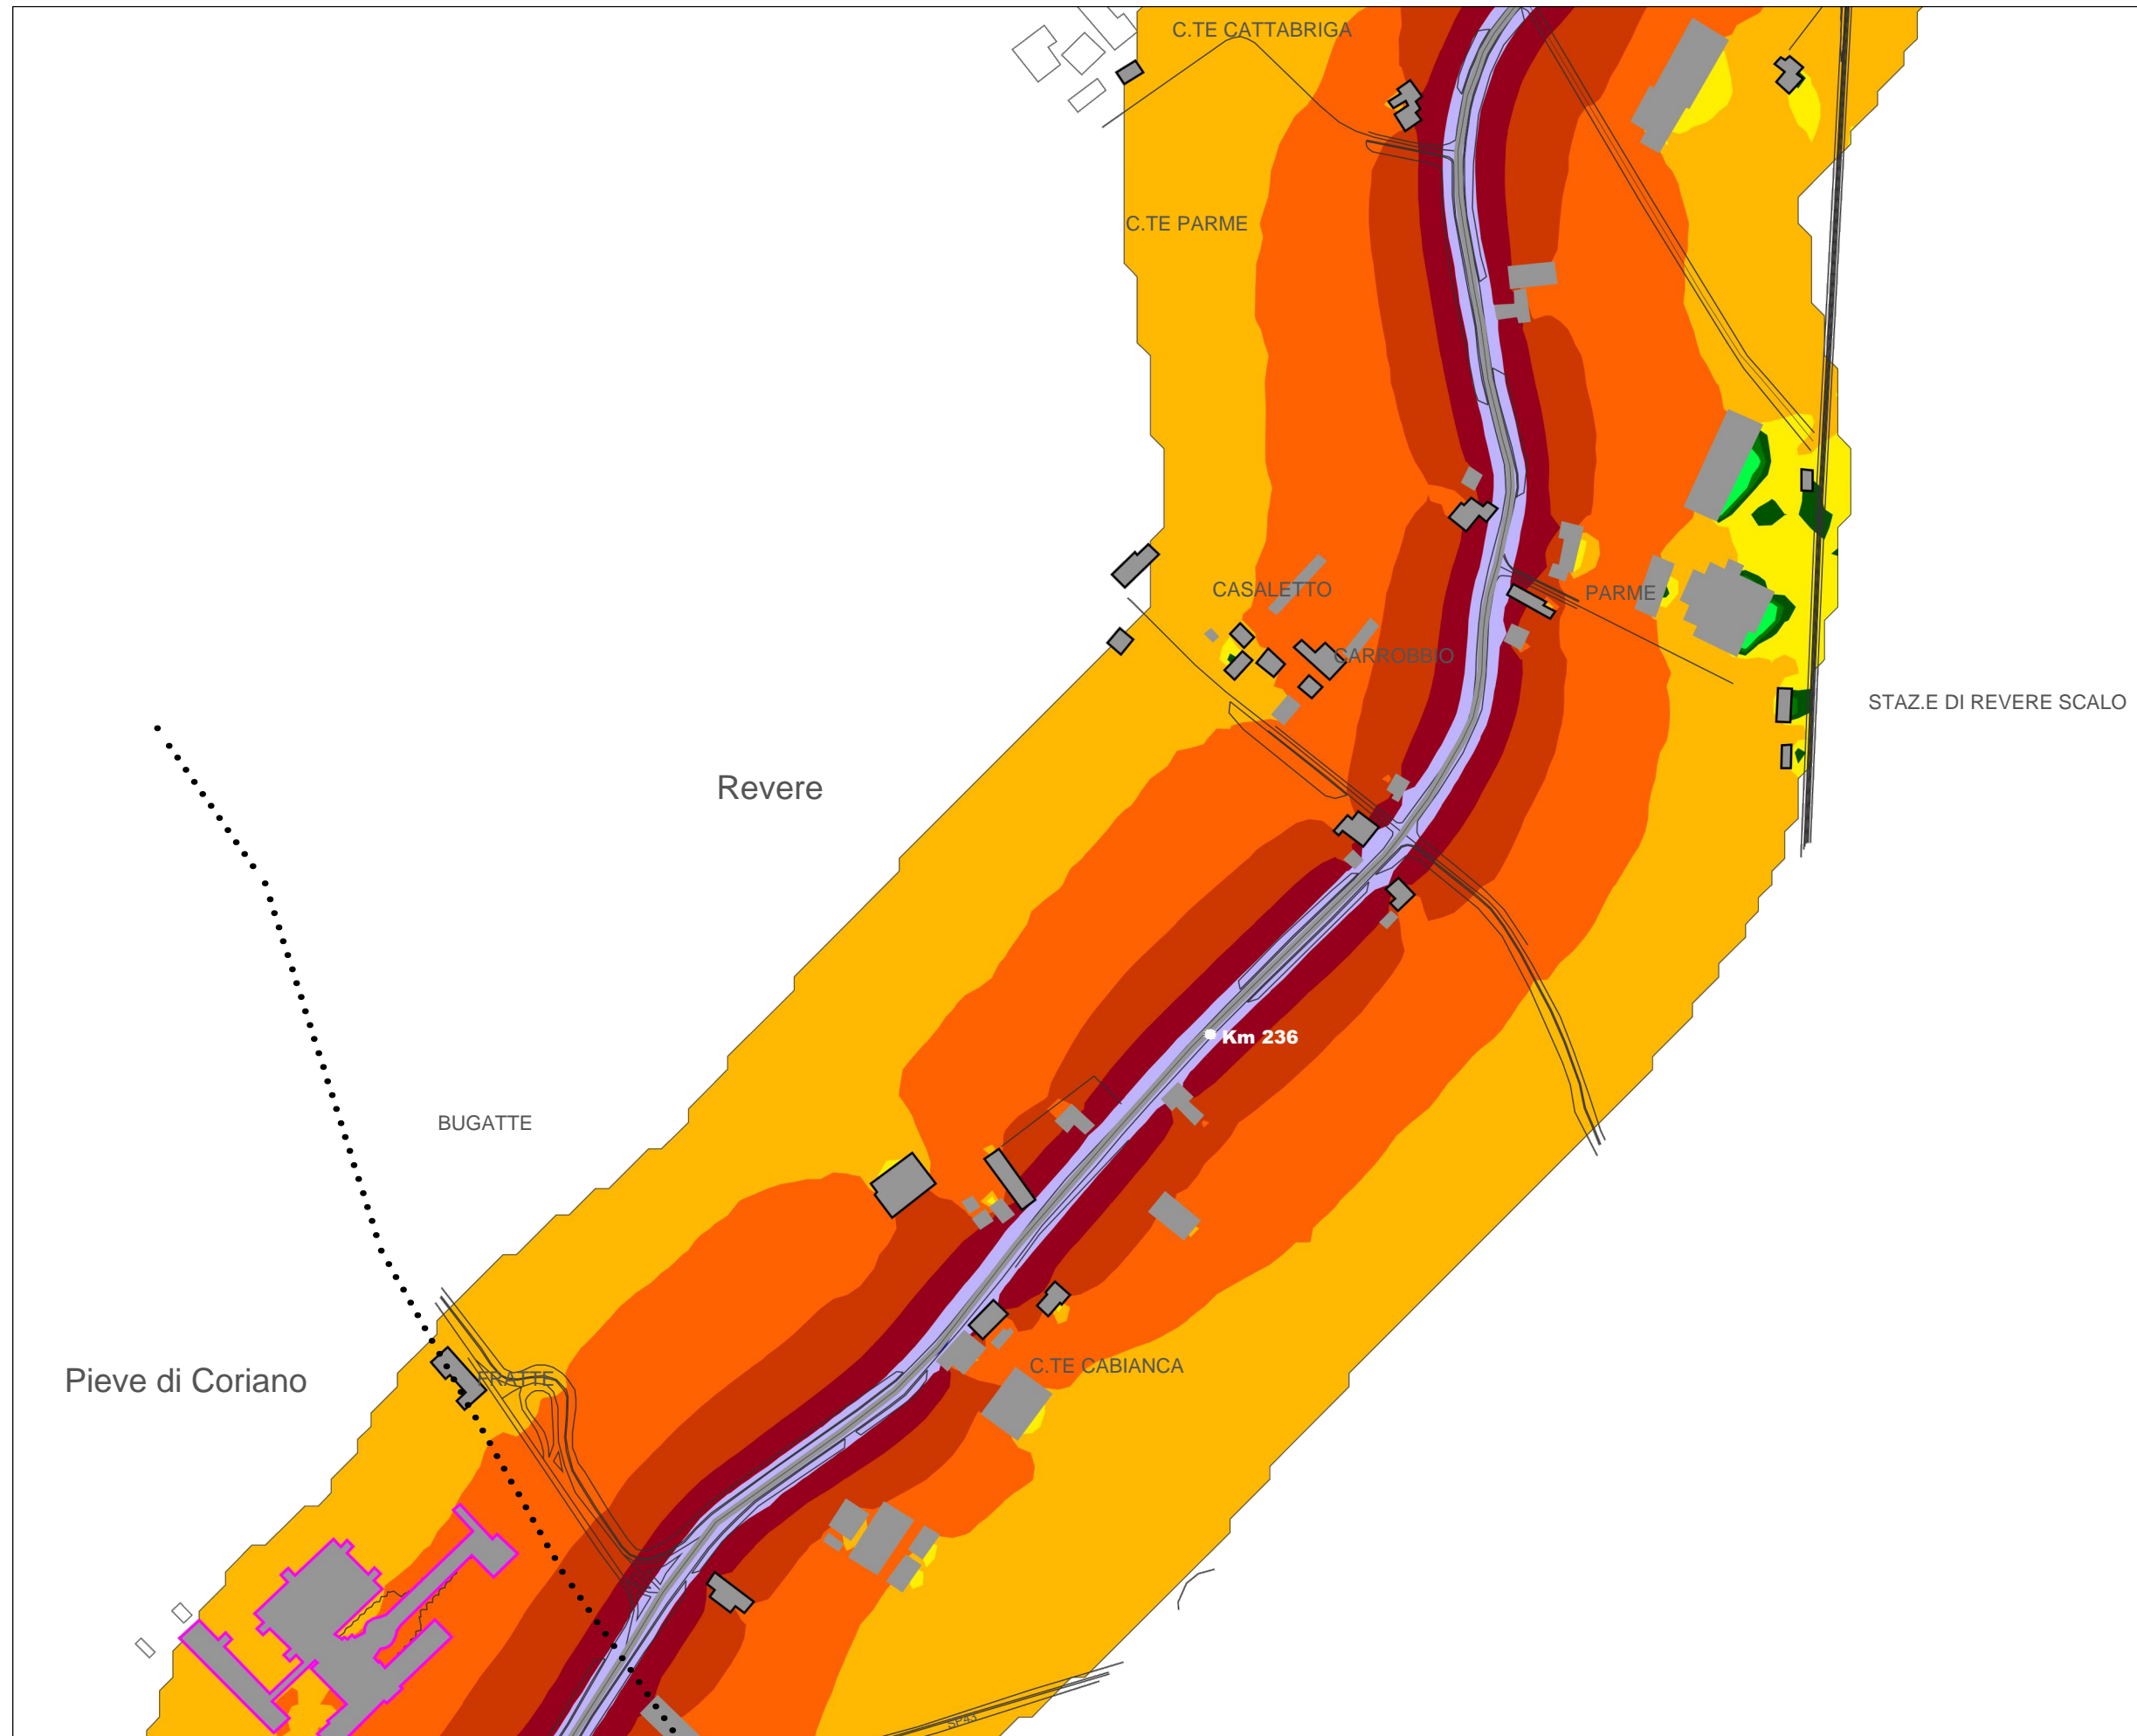 C.TE CATTABRIGA
C.TE PARME
CASALETTO
PARME
CARROBBIO
STAZ.E DI REVERE SCALO
Revere
Km 236
BUGATTE
C.TE CABIANCA
Pieve di Coriano
FRATTE
SP43